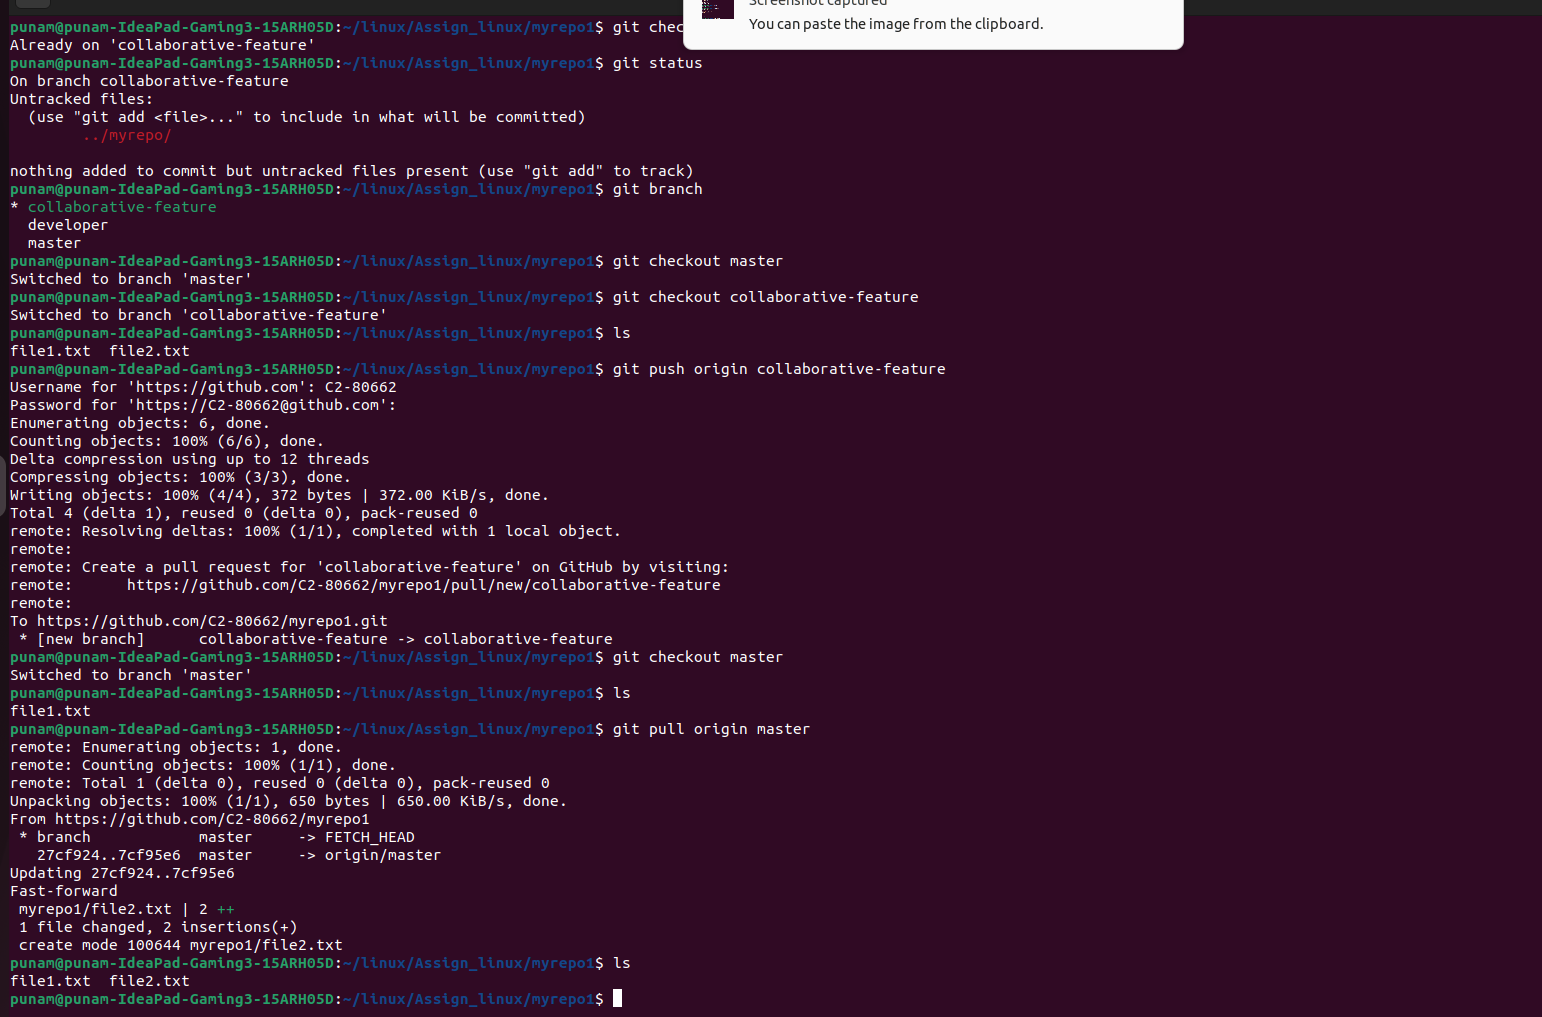 Screenshot captured
You can paste the image from the clipboard.
punam@punam-IdeaPad-Gaming3-15ARH05D:~/linux/Assign_linux/myrepo1$ git chec
Already on 'collaborative-feature'
punam@punam-IdeaPad-Gaming3-15ARH05D:~/linux/Assign_linux/myrepo1$ git status
On branch collaborative-feature
Untracked files:
  (use "git add <file>..." to include in what will be committed)
        ../myrepo/
nothing added to commit but untracked files present (use "git add" to track)
punam@punam-IdeaPad-Gaming3-15ARH05D:~/linux/Assign_linux/myrepo1$ git branch
* collaborative-feature
  developer
  master
punam@punam-IdeaPad-Gaming3-15ARH05D:~/linux/Assign_linux/myrepo1$ git checkout master
Switched to branch 'master'
punam@punam-IdeaPad-Gaming3-15ARH05D:~/linux/Assign_linux/myrepo1$ git checkout collaborative-feature
Switched to branch 'collaborative-feature'
punam@punam-IdeaPad-Gaming3-15ARH05D:~/linux/Assign_linux/myrepo1$ ls
file1.txt  file2.txt
punam@punam-IdeaPad-Gaming3-15ARH05D:~/linux/Assign_linux/myrepo1$ git push origin collaborative-feature
Username for 'https://github.com': C2-80662
Password for 'https://C2-80662@github.com':
Enumerating objects: 6, done.
Counting objects: 100% (6/6), done.
Delta compression using up to 12 threads
Compressing objects: 100% (3/3), done.
Writing objects: 100% (4/4), 372 bytes | 372.00 KiB/s, done.
Total 4 (delta 1), reused 0 (delta 0), pack-reused 0
remote: Resolving deltas: 100% (1/1), completed with 1 local object.
remote:
remote: Create a pull request for 'collaborative-feature' on GitHub by visiting:
remote:      https://github.com/C2-80662/myrepo1/pull/new/collaborative-feature
remote:
To https://github.com/C2-80662/myrepo1.git
 * [new branch]      collaborative-feature -> collaborative-feature
punam@punam-IdeaPad-Gaming3-15ARH05D:~/linux/Assign_linux/myrepo1$ git checkout master
Switched to branch 'master'
punam@punam-IdeaPad-Gaming3-15ARH05D:~/linux/Assign_linux/myrepo1$ ls
file1.txt
punam@punam-IdeaPad-Gaming3-15ARH05D:~/linux/Assign_linux/myrepo1$ git pull origin master
remote: Enumerating objects: 1, done.
remote: Counting objects: 100% (1/1), done.
remote: Total 1 (delta 0), reused 0 (delta 0), pack-reused 0
Unpacking objects: 100% (1/1), 650 bytes | 650.00 KiB/s, done.
From https://github.com/C2-80662/myrepo1
 * branch            master     -> FETCH_HEAD
   27cf924..7cf95e6  master     -> origin/master
Updating 27cf924..7cf95e6
Fast-forward
 myrepo1/file2.txt | 2 ++
 1 file changed, 2 insertions(+)
 create mode 100644 myrepo1/file2.txt
punam@punam-IdeaPad-Gaming3-15ARH05D:~/linux/Assign_linux/myrepo1$ ls
file1.txt  file2.txt
punam@punam-IdeaPad-Gaming3-15ARH05D:~/linux/Assign_linux/myrepo1$